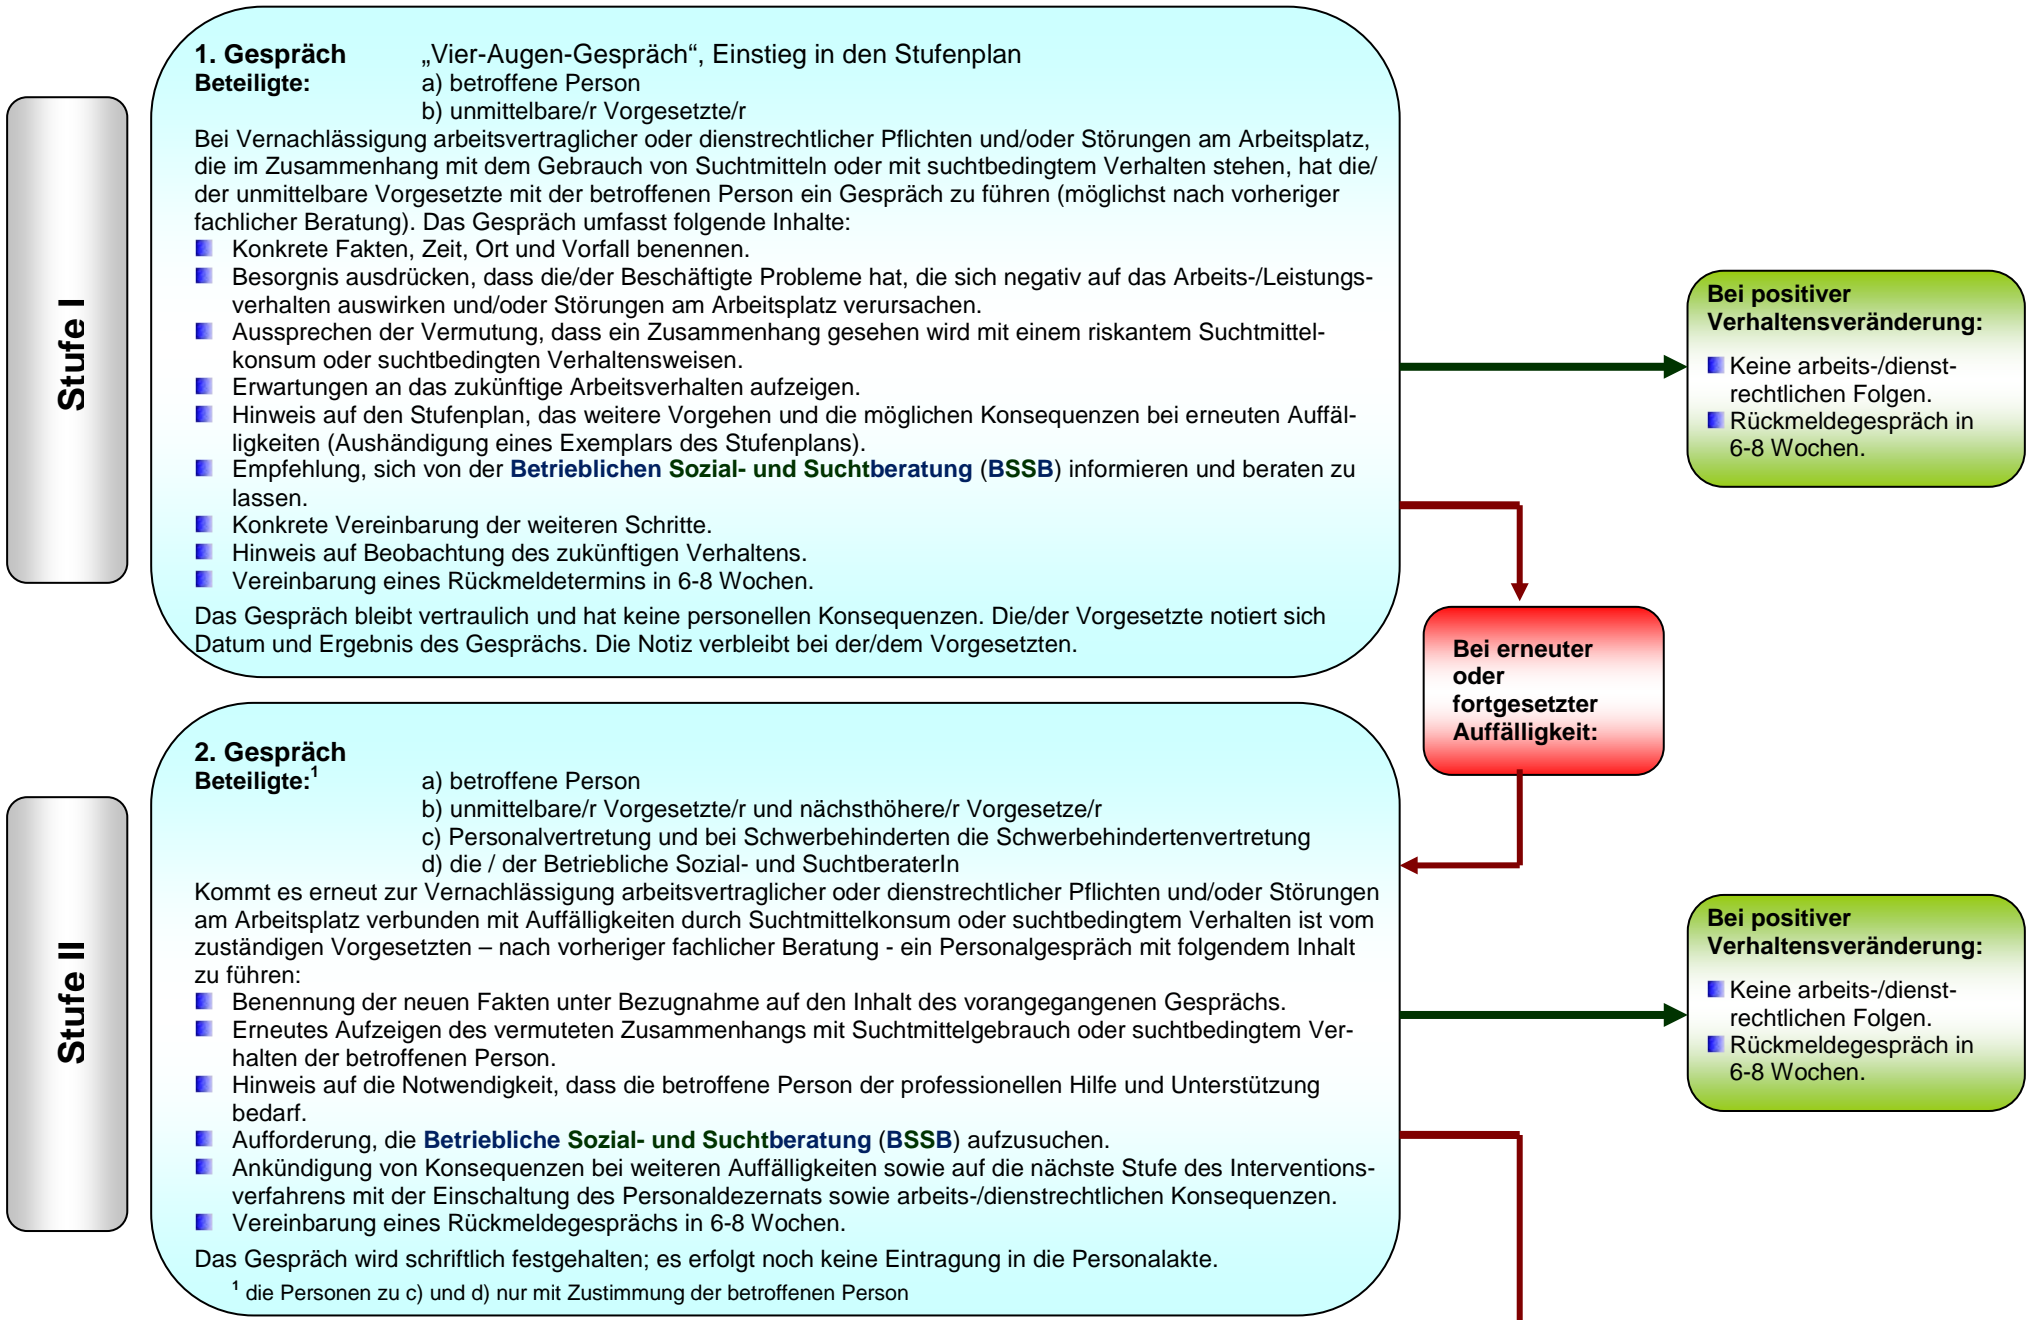 Stufe I
1. Gespräch „Vier-Augen-Gespräch“, Einstieg in den Stufenplan
Beteiligte: a) betroffene Person
b) unmittelbare/r Vorgesetzte/r
Bei Vernachlässigung arbeitsvertraglicher oder dienstrechtlicher Pflichten und/oder Störungen am Arbeitsplatz,
die im Zusammenhang mit dem Gebrauch von Suchtmitteln oder mit suchtbedingtem Verhalten stehen, hat die/
der unmittelbare Vorgesetzte mit der betroffenen Person ein Gespräch zu führen (möglichst nach vorheriger
fachlicher Beratung). Das Gespräch umfasst folgende Inhalte:
Konkrete Fakten, Zeit, Ort und Vorfall benennen.
Besorgnis ausdrücken, dass die/der Beschäftigte Probleme hat, die sich negativ auf das Arbeits-/Leistungs-
verhalten auswirken und/oder Störungen am Arbeitsplatz verursachen.
Aussprechen der Vermutung, dass ein Zusammenhang gesehen wird mit einem riskantem Suchtmittel-
konsum oder suchtbedingten Verhaltensweisen.
Erwartungen an das zukünftige Arbeitsverhalten aufzeigen.
Hinweis auf den Stufenplan, das weitere Vorgehen und die möglichen Konsequenzen bei erneuten Auffäl-
ligkeiten (Aushändigung eines Exemplars des Stufenplans).
Empfehlung, sich von der Betrieblichen Sozial- und Suchtberatung (BSSB) informieren und beraten zu
lassen.
Konkrete Vereinbarung der weiteren Schritte.
Hinweis auf Beobachtung des zukünftigen Verhaltens.
Vereinbarung eines Rückmeldetermins in 6-8 Wochen.
Das Gespräch bleibt vertraulich und hat keine personellen Konsequenzen. Die/der Vorgesetzte notiert sich
Datum und Ergebnis des Gesprächs. Die Notiz verbleibt bei der/dem Vorgesetzten.
Bei positiver
Verhaltensveränderung:
Keine arbeits-/dienst-
rechtlichen Folgen.
Rückmeldegespräch in
6-8 Wochen.
Bei erneuter
oder
fortgesetzter
Auffälligkeit:
Stufe II
2. Gespräch
Beteiligte:1 a) betroffene Person
b) unmittelbare/r Vorgesetzte/r und nächsthöhere/r Vorgesetze/r
c) Personalvertretung und bei Schwerbehinderten die Schwerbehindertenvertretung
d) die / der Betriebliche Sozial- und SuchtberaterIn
Kommt es erneut zur Vernachlässigung arbeitsvertraglicher oder dienstrechtlicher Pflichten und/oder Störungen
am Arbeitsplatz verbunden mit Auffälligkeiten durch Suchtmittelkonsum oder suchtbedingtem Verhalten ist vom
zuständigen Vorgesetzten – nach vorheriger fachlicher Beratung - ein Personalgespräch mit folgendem Inhalt
zu führen:
Benennung der neuen Fakten unter Bezugnahme auf den Inhalt des vorangegangenen Gesprächs.
Erneutes Aufzeigen des vermuteten Zusammenhangs mit Suchtmittelgebrauch oder suchtbedingtem Ver-
halten der betroffenen Person.
Hinweis auf die Notwendigkeit, dass die betroffene Person der professionellen Hilfe und Unterstützung
bedarf.
Aufforderung, die Betriebliche Sozial- und Suchtberatung (BSSB) aufzusuchen.
Ankündigung von Konsequenzen bei weiteren Auffälligkeiten sowie auf die nächste Stufe des Interventions-
verfahrens mit der Einschaltung des Personaldezernats sowie arbeits-/dienstrechtlichen Konsequenzen.
Vereinbarung eines Rückmeldegesprächs in 6-8 Wochen.
Das Gespräch wird schriftlich festgehalten; es erfolgt noch keine Eintragung in die Personalakte.
1 die Personen zu c) und d) nur mit Zustimmung der betroffenen Person
Bei positiver
Verhaltensveränderung:
Keine arbeits-/dienst-
rechtlichen Folgen.
Rückmeldegespräch in
6-8 Wochen.